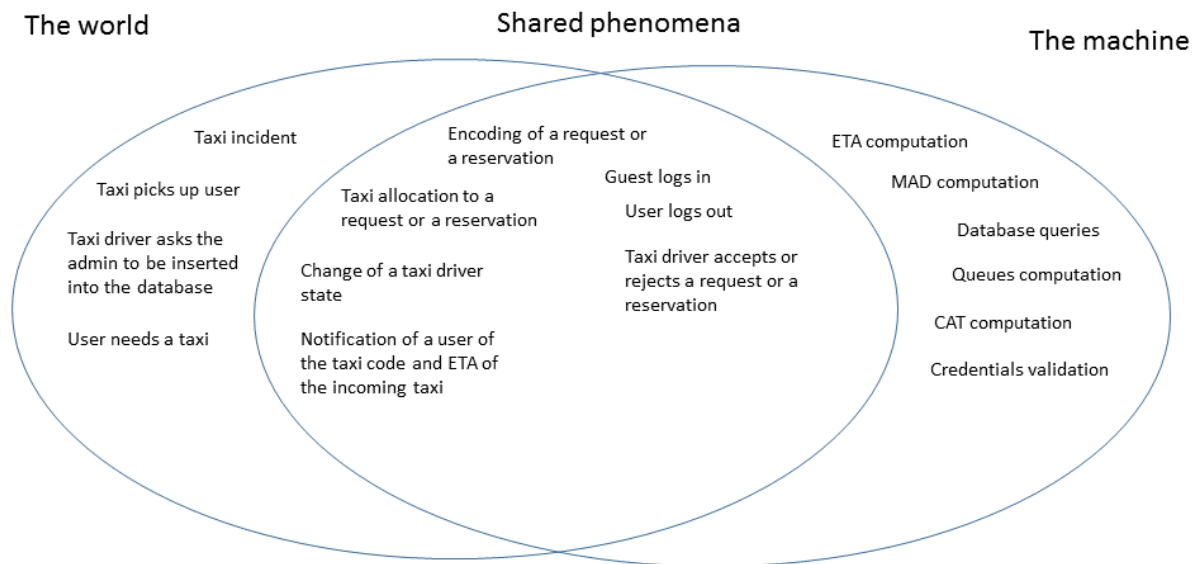 The world
Shared phenomena
The machine
Taxi incident
Taxi picks up user
Taxi driver asks the
admin to be inserted
into the database
User needs a taxi
Encoding of a request or
a reservation
Guest logs in
Taxi allocation to a
request or a reservation
User logs out
Change of a taxi driver
state
Taxi driver accepts or
rejects a request or a
reservation
Notification of a user of
the taxi code and ETA of
the incoming taxi
ETA computation
MAD computation
Database queries
Queues computation
CAT computation
Credentials validation